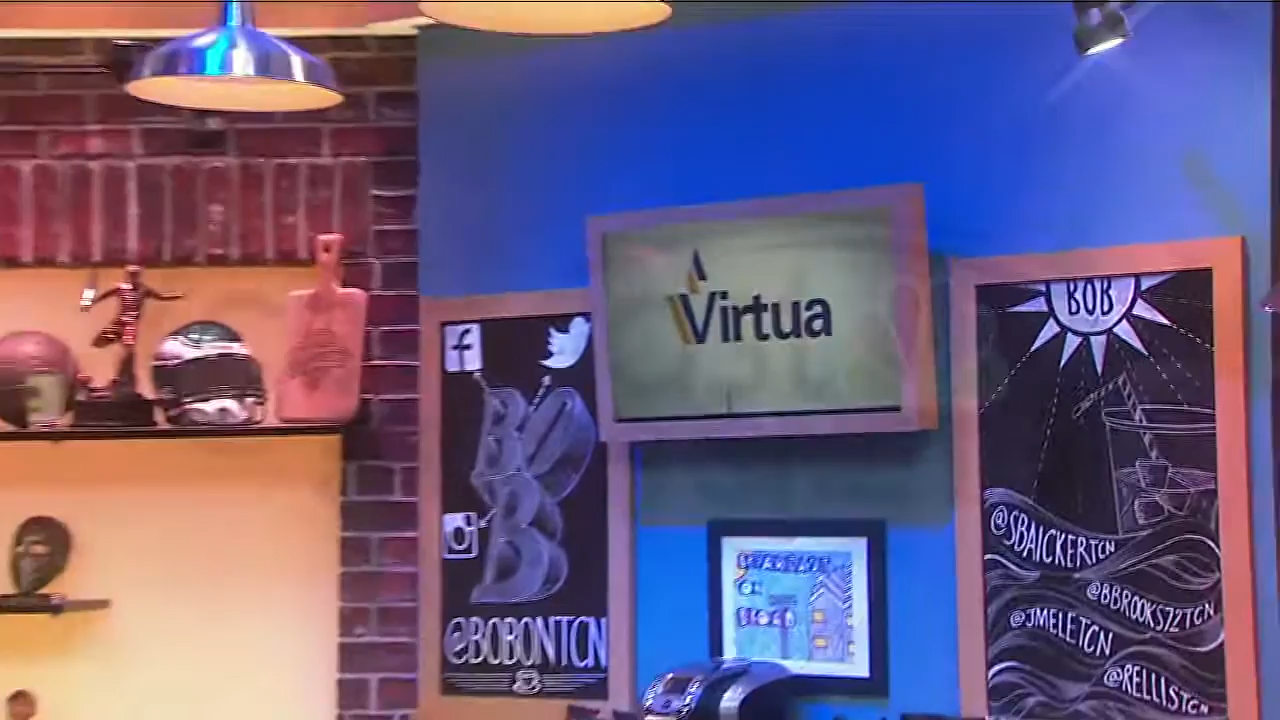 Virtua
BOB
@BOBONTCN
BOB
@SBAICKERTCN
@BBROOKS72TCN
@JMELETCN
@RELLISTCN